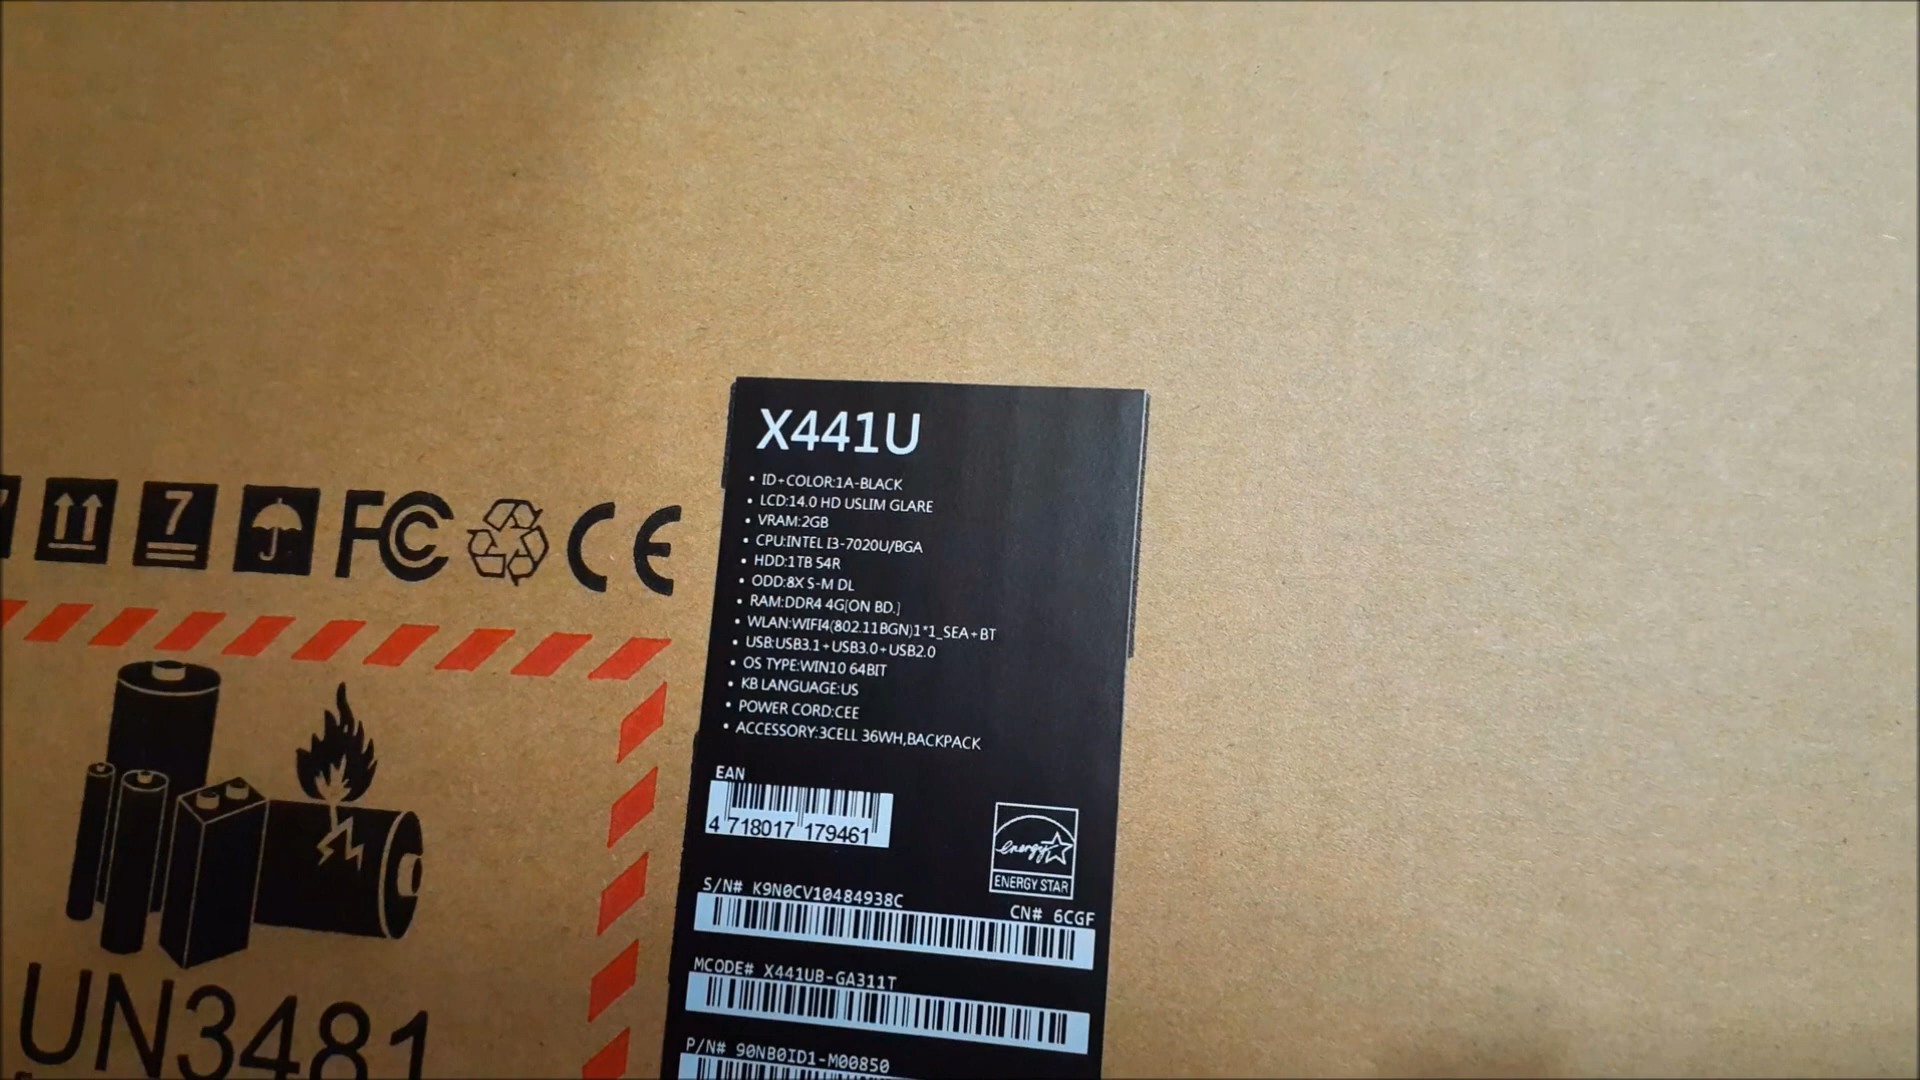 X441U
• ID+COLOR:1A-BLACK
• LCD:14.0 HD USLIM GLARE
• VRAM:2GB
• CPU:INTEL I3-7020U/BGA
• HDD:1TB 54R
• ODD:8X S-M DL
• RAM:DDR4 4G[ON BD.]
• WLAN:WIFI4(802.11BGN)1*1_SEA+BT
• USB:USB3.1+USB3.0+USB2.0
• OS TYPE:WIN10 64BIT
• KB LANGUAGE:US
• POWER CORD:CEE
• ACCESSORY:3CELL 36WH,BACKPACK
EAN
4 718017 179461
energy
ENERGY STAR
S/N# K9N0CV10484938C
CN# 6CGF
MCODE# X441UB-GA311T
P/N# 90NB0ID1-M00850
7
FC
CE
UN3481